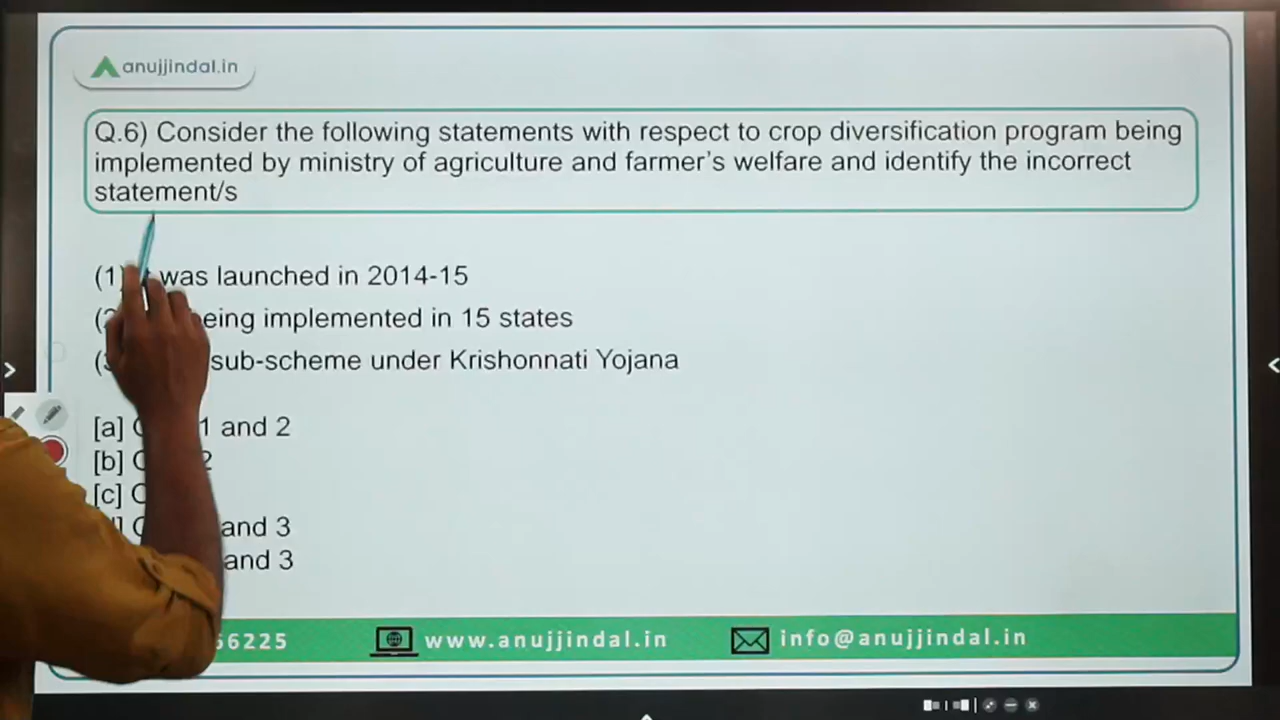 anujjindal.in
Q.6) Consider the following statements with respect to crop diversification program being
implemented by ministry of agriculture and farmer's welfare and identify the incorrect
statement/s
(1) was launched in 2014-15
being implemented in 15 states
sub-scheme under Krishonnati Yojana
[a] 1 and 2
[b] 2
[c]
and 3
and 3
56225 www.anujjindal.in info@anujjindal.in